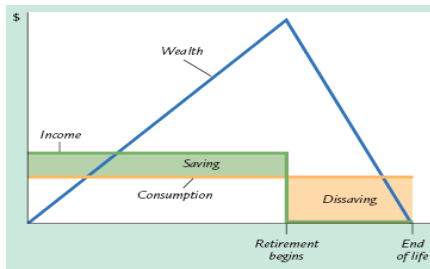 $
Wealth
Income
Saving
Consumption
Dissaving
Retirement
begins
End
of life